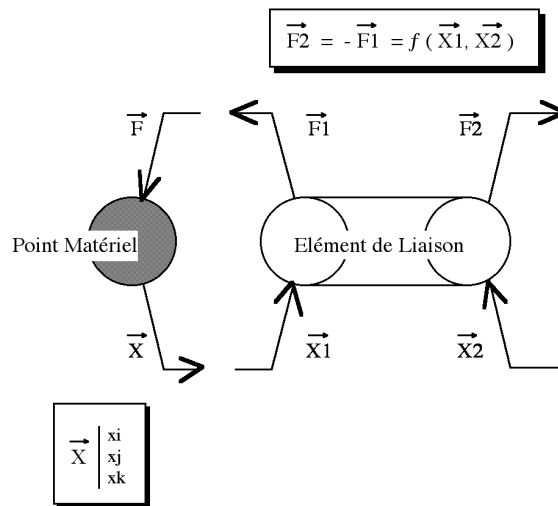 F2 = - F1 = f ( X1, X2 )
F F1 F2
Point Matériel Elément de Liaison
X X1 X2
X xi
xj
xk